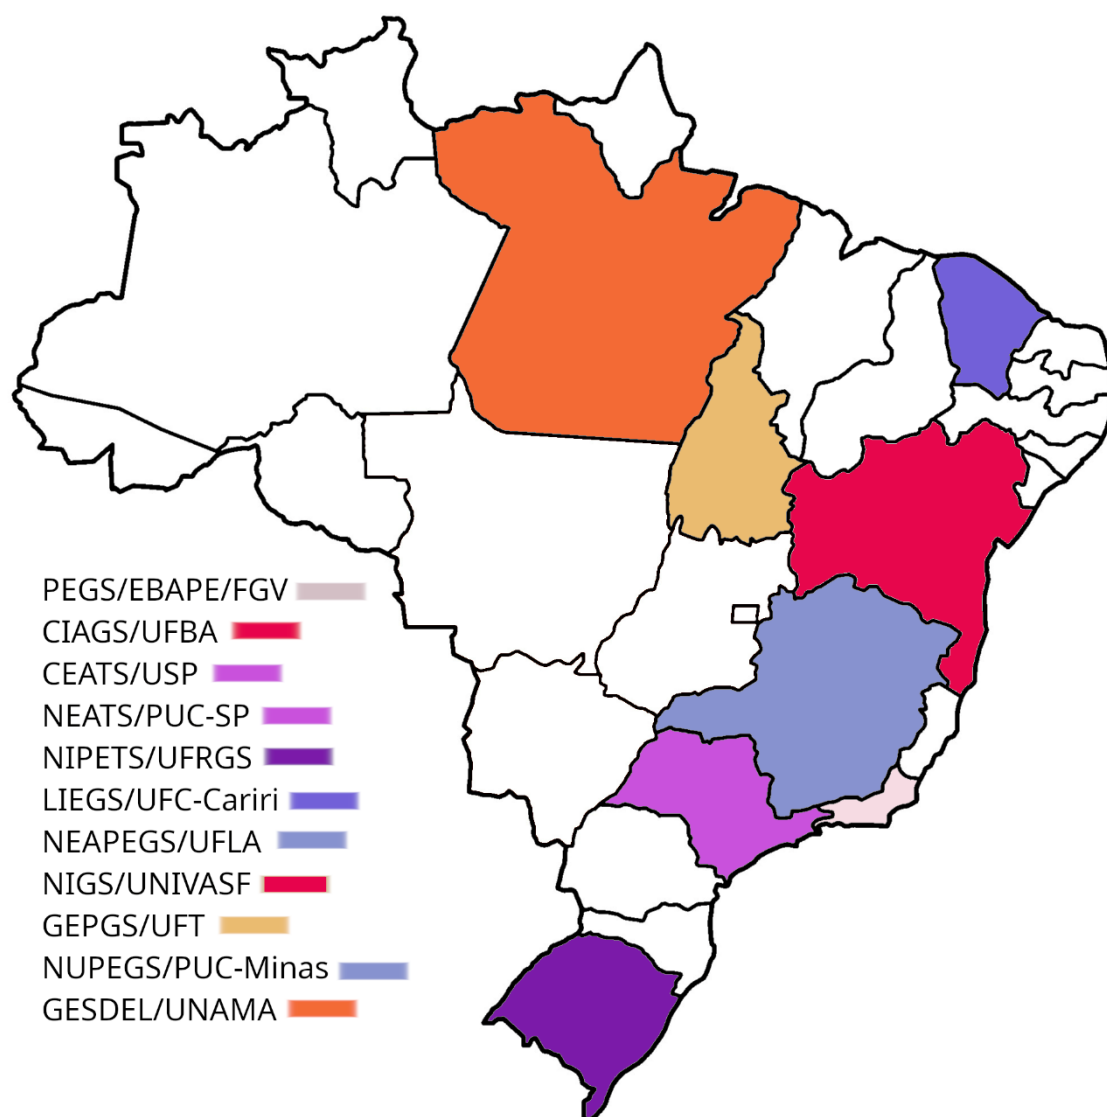 PEGS/EBAPE/FGV
CIAGS/UFBA
CEATS/USP
NEATS/PUC-SP
NIPETS/UFRGS
LIEGS/UFC-Cariri
NEAPEGS/UFLA
NIGS/UNIVASF
GEPGS/UFT
NUPEGS/PUC-Minas
GESDEL/UNAMA